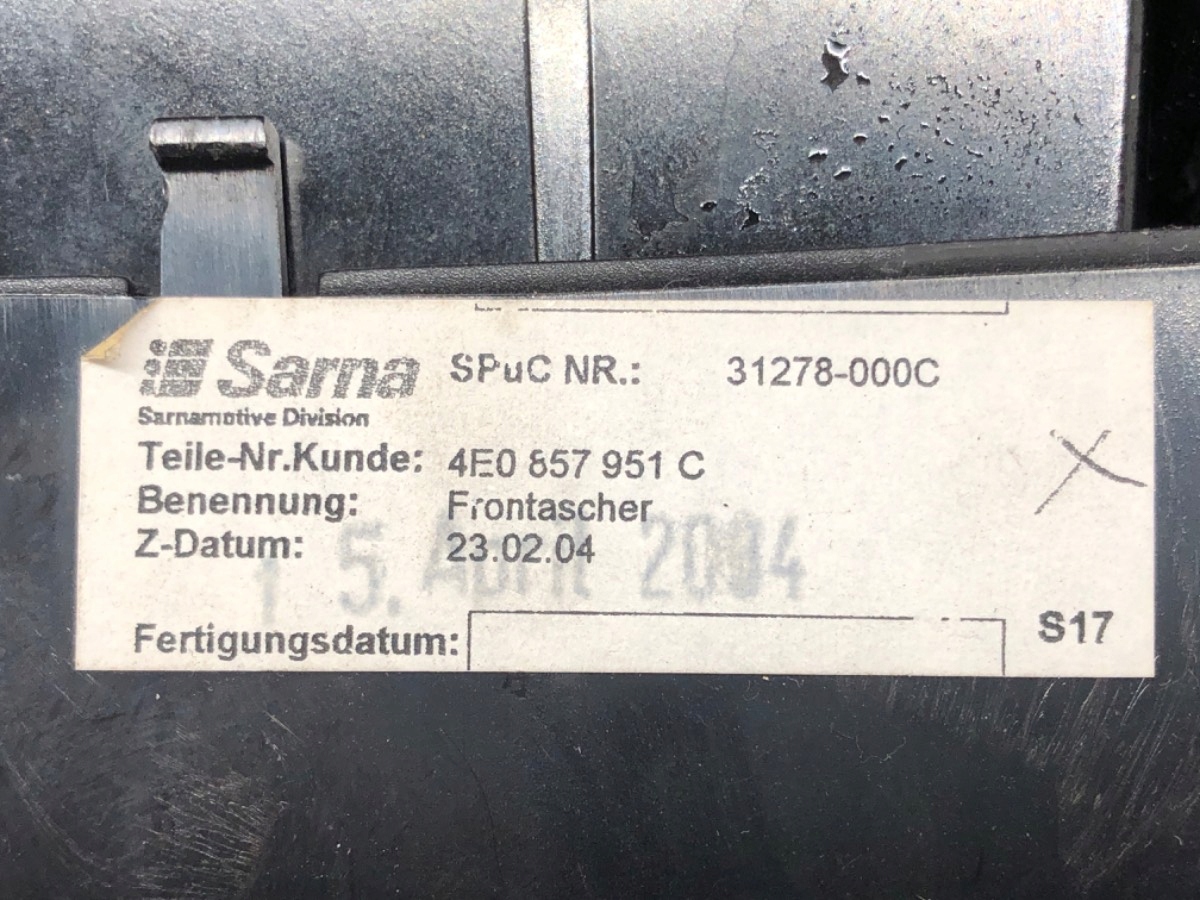 Sarna SPuC NR.: 31278-000C
Sarnamotive Division
Teile-Nr.Kunde: 4E0 857 951 C
Benennung: Frontascher
Z-Datum: 23.02.04
15. April 2004
Fertigungsdatum: S17